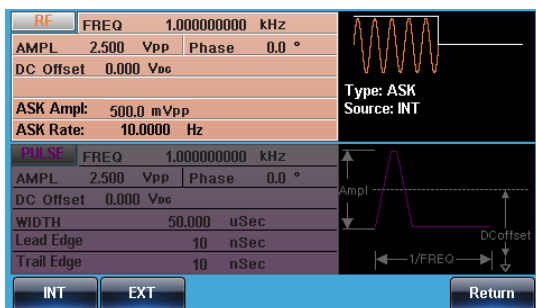 RF FREQ 1.000000000 kHz
AMPL 2.500 Vpp Phase 0.0 °
DC Offset 0.000 VDC
ASK Ampl: 500.0 mVpp
ASK Rate: 10.0000 Hz
Type: ASK
Source: INT
PULSE FREQ 1.000000000 kHz
AMPL 2.500 Vpp Phase 0.0 °
DC Offset 0.000 VDC
WIDTH 50.000 uSec
Lead Edge 10 nSec
Trail Edge 10 nSec
Ampl
DCoffset
1/FREQ
INT EXT Return